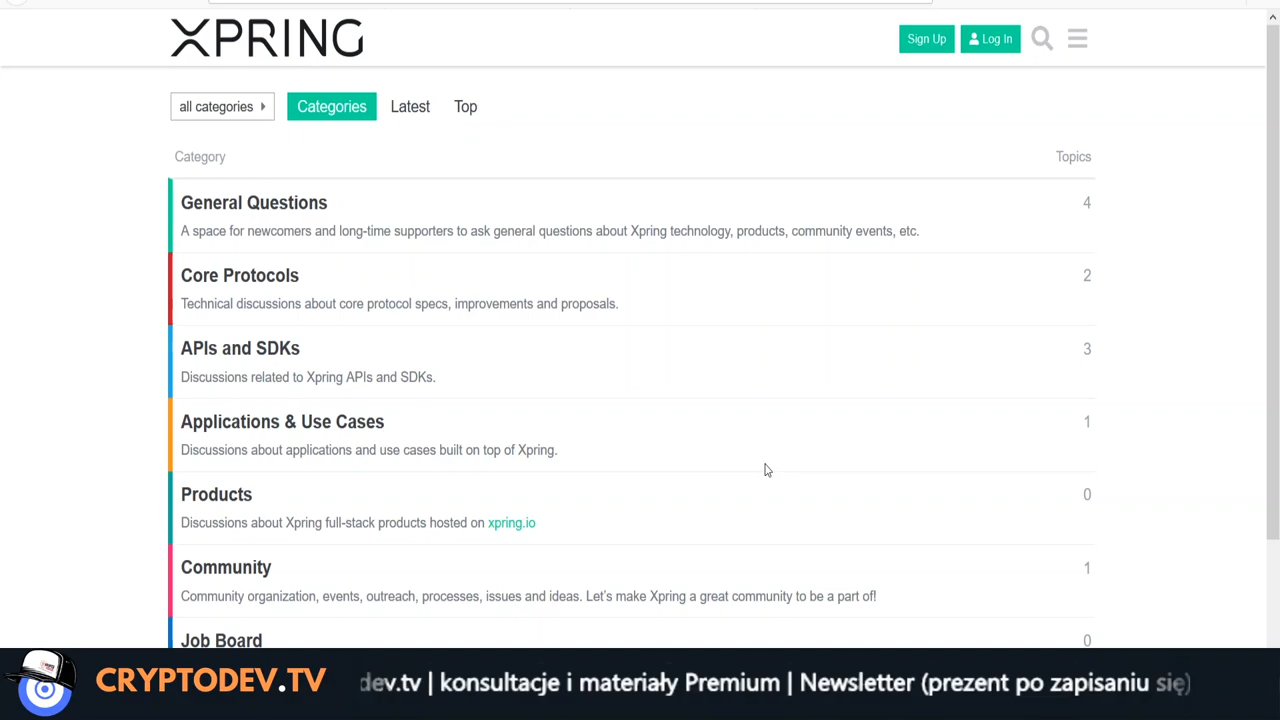 XPRING
Sign Up
Log In
all categories
Categories
Latest
Top
Category
Topics
General Questions
4
A space for newcomers and long-time supporters to ask general questions about Xpring technology, products, community events, etc.
Core Protocols
2
Technical discussions about core protocol specs, improvements and proposals.
APIs and SDKs
3
Discussions related to Xpring APIs and SDKs.
Applications & Use Cases
1
Discussions about applications and use cases built on top of Xpring.
Products
0
Discussions about Xpring full-stack products hosted on xpring.io
Community
1
Community organization, events, outreach, processes, issues and ideas. Let's make Xpring a great community to be a part of!
Job Board
0
CRYPTODEV.TV
dev.tv | konsultacje i materiały Premium | Newsletter (prezent po zapisaniu się)